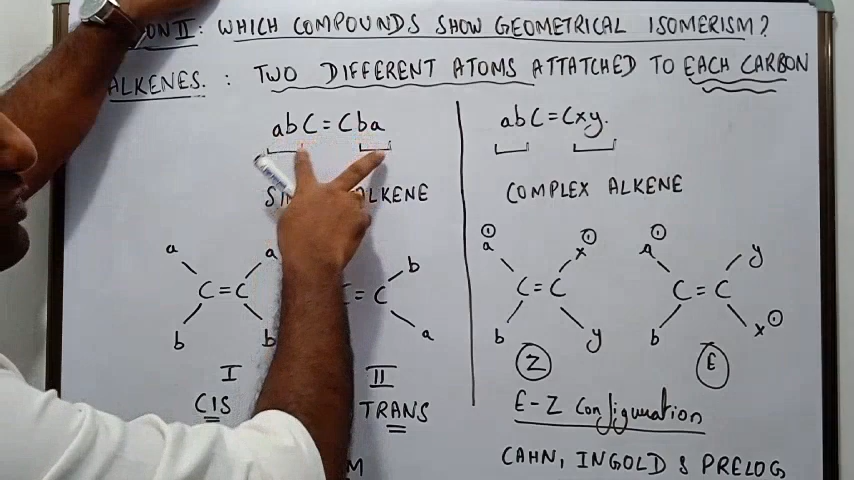 WHICH COMPOUNDS SHOW GEOMETRICAL ISOMERISM?
ALKENES. : TWO DIFFERENT ATOMS ATTATCHED TO EACH CARBON
abC=Cba
ALKENE
a a
C=C
b b
I
CIS
b
= C
a
II
TRANS
abC=Cxy.
COMPLEX ALKENE
① ①
a x
C=C
b y
Z
① A y
C=C
b x ①
E
E-Z Configuration
CAHN, INGOLD & PRELOG